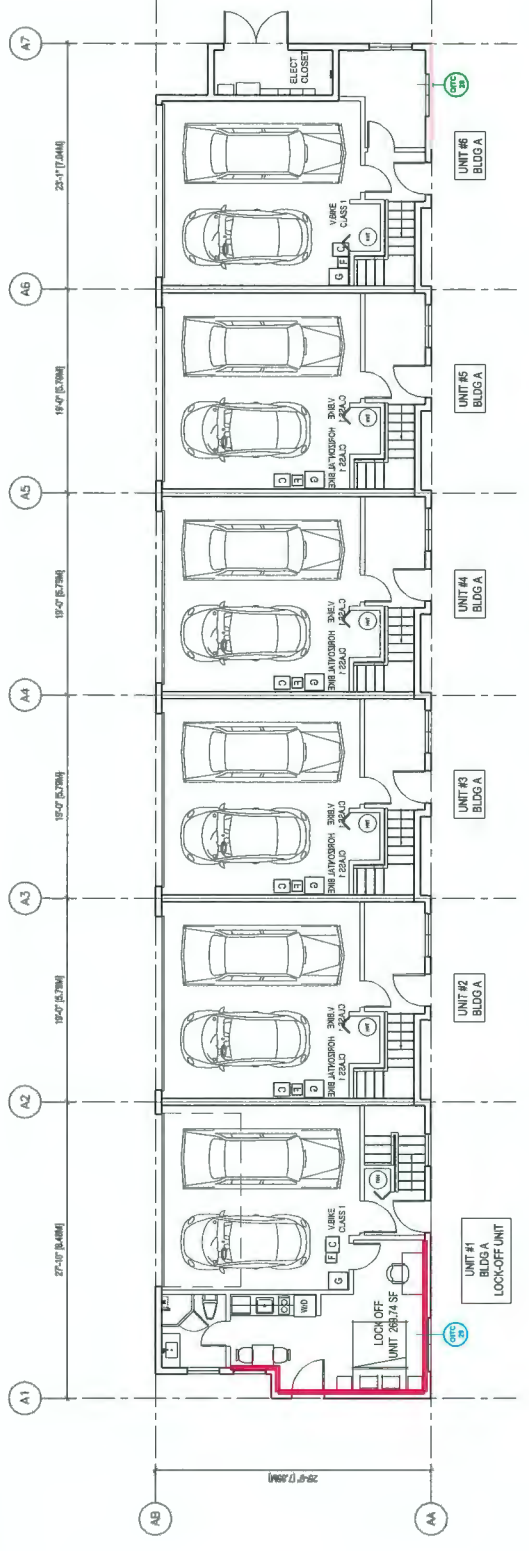 A1
A2
A3
A4
A5
A6
A7
27'-10" [8.48M]
19'-0" [5.79M]
19'-0" [5.79M]
19'-0" [5.79M]
19'-0" [5.79M]
23'-1" [7.04M]
AB
AA
ELECT
CLOSET
W/D
LOCK OFF
UNIT 269.74 SF
G
F
C
V.BIKE
CLASS 1
C
F
G
HORIZONTAL BIKE
CLASS 1
V.BIKE
CLASS 1
C
F
G
HORIZONTAL BIKE
CLASS 1
V.BIKE
CLASS 1
C
F
G
HORIZONTAL BIKE
CLASS 1
V.BIKE
CLASS 1
C
F
G
HORIZONTAL BIKE
CLASS 1
V.BIKE
CLASS 1
G
F
C
V.BIKE
CLASS 1
OITC
29
OITC
28
UNIT #1
BLDG A
LOCK-OFF UNIT
UNIT #2
BLDG A
UNIT #3
BLDG A
UNIT #4
BLDG A
UNIT #5
BLDG A
UNIT #6
BLDG A